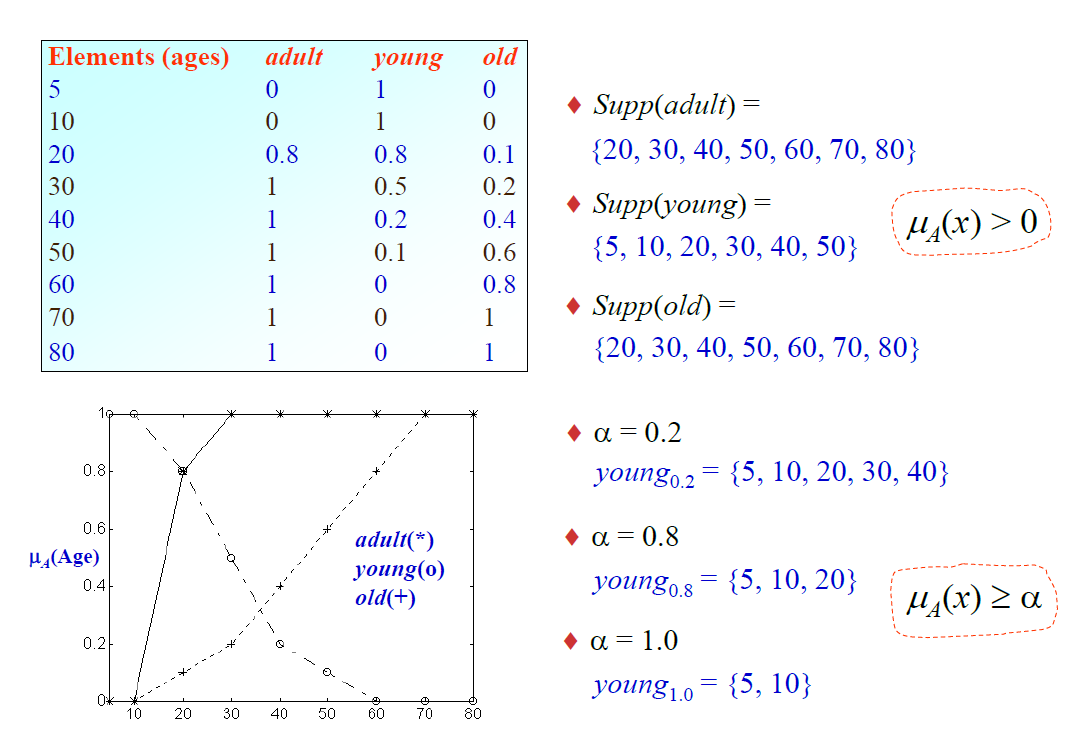 Elements (ages) adult young old
5 0 1 0
10 0 1 0
20 0.8 0.8 0.1
30 1 0.5 0.2
40 1 0.2 0.4
50 1 0.1 0.6
60 1 0 0.8
70 1 0 1
80 1 0 1
♦ Supp(adult) =
{20, 30, 40, 50, 60, 70, 80}
♦ Supp(young) =
{5, 10, 20, 30, 40, 50}
μ_A(x) > 0
♦ Supp(old) =
{20, 30, 40, 50, 60, 70, 80}
1
0.8
0.6
0.4
0.2
0
μ_A(Age)
adult(*)
young(o)
old(+)
10 20 30 40 50 60 70 80
♦ α = 0.2
young_0.2 = {5, 10, 20, 30, 40}
♦ α = 0.8
young_0.8 = {5, 10, 20}
μ_A(x) ≥ α
♦ α = 1.0
young_1.0 = {5, 10}